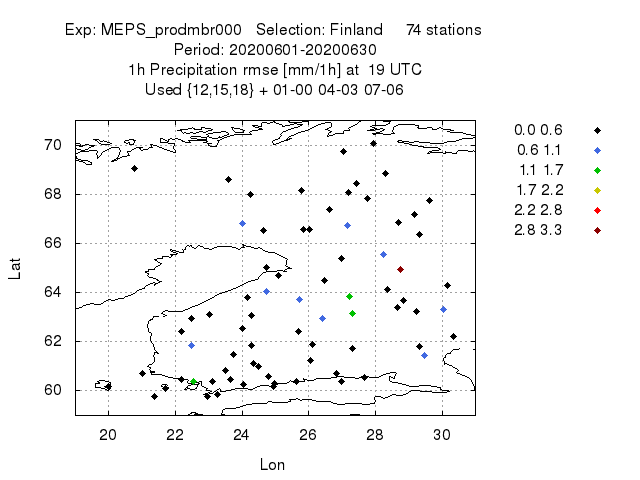 Exp: MEPS_prodmbr000   Selection: Finland     74 stations
Period: 20200601-20200630
1h Precipitation rmse [mm/1h] at  19 UTC
Used {12,15,18} + 01-00 04-03 07-06
0.0 0.6
0.6 1.1
1.1 1.7
1.7 2.2
2.2 2.8
2.8 3.3
70
68
66
64
62
60
Lat
20 22 24 26 28 30
Lon